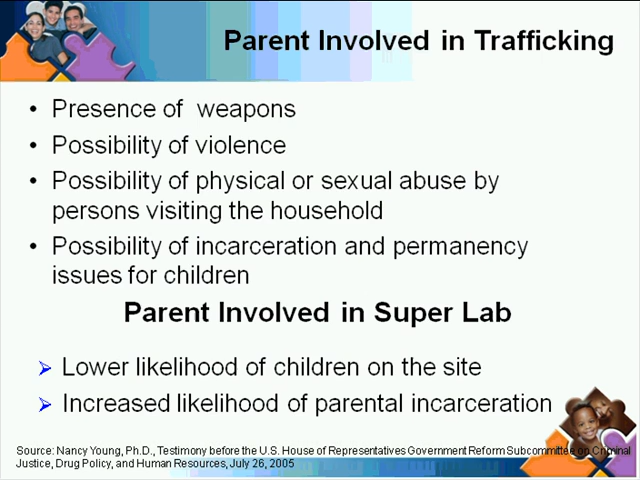 Parent Involved in Trafficking
• Presence of  weapons
• Possibility of violence
• Possibility of physical or sexual abuse by
persons visiting the household
• Possibility of incarceration and permanency
issues for children
Parent Involved in Super Lab
➢ Lower likelihood of children on the site
➢ Increased likelihood of parental incarceration
Source: Nancy Young, Ph.D., Testimony before the U.S. House of Representatives Government Reform Subcommittee on Criminal
Justice, Drug Policy, and Human Resources, July 26, 2005